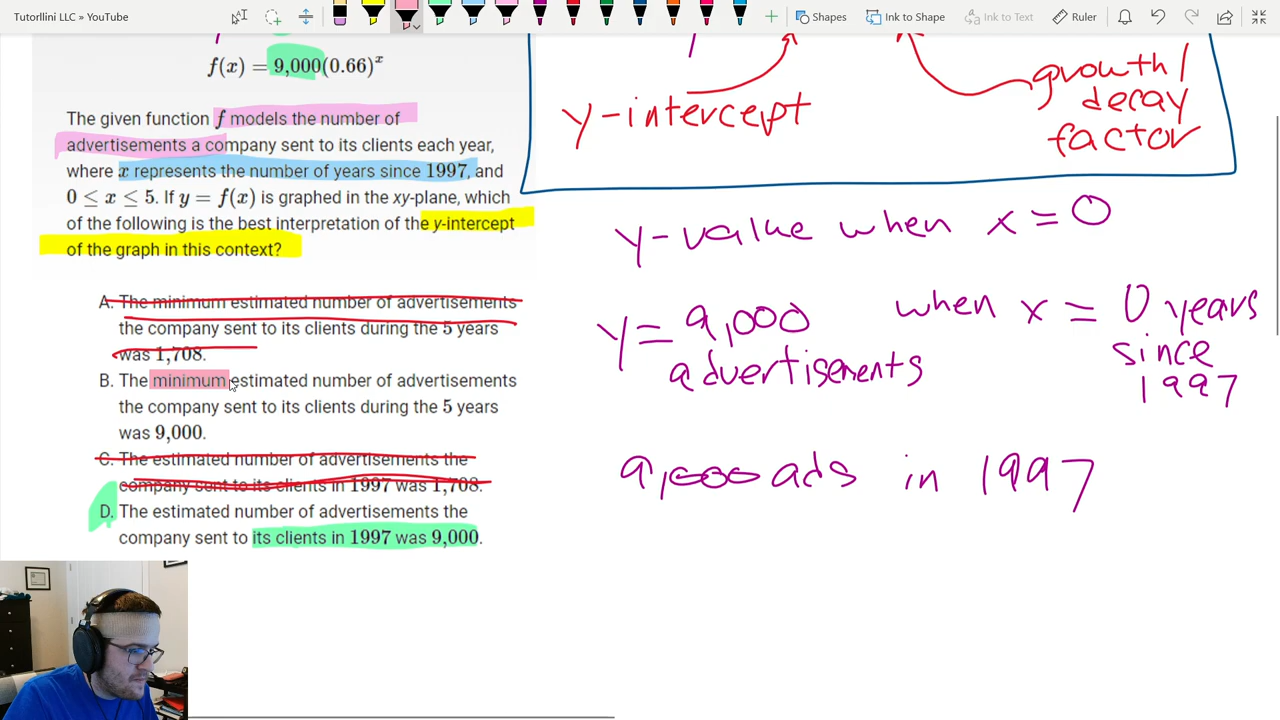 Tutorllini LLC » YouTube
Shapes
Ink to Shape
Ink to Text
Ruler
f(x) = 9,000(0.66)^x
The given function f models the number of
advertisements a company sent to its clients each year,
where x represents the number of years since 1997, and
0 ≤ x ≤ 5. If y = f(x) is graphed in the xy-plane, which
of the following is the best interpretation of the y-intercept
of the graph in this context?
A. The minimum estimated number of advertisements
the company sent to its clients during the 5 years
was 1,708.
B. The minimum estimated number of advertisements
the company sent to its clients during the 5 years
was 9,000.
C. The estimated number of advertisements the
company sent to its clients in 1997 was 1,708.
D. The estimated number of advertisements the
company sent to its clients in 1997 was 9,000.
y-intercept
growth/
decay
factor
y-value when x = 0
y = 9,000
advertisements
when x = 0 years
since
1997
9,000 ads in 1997